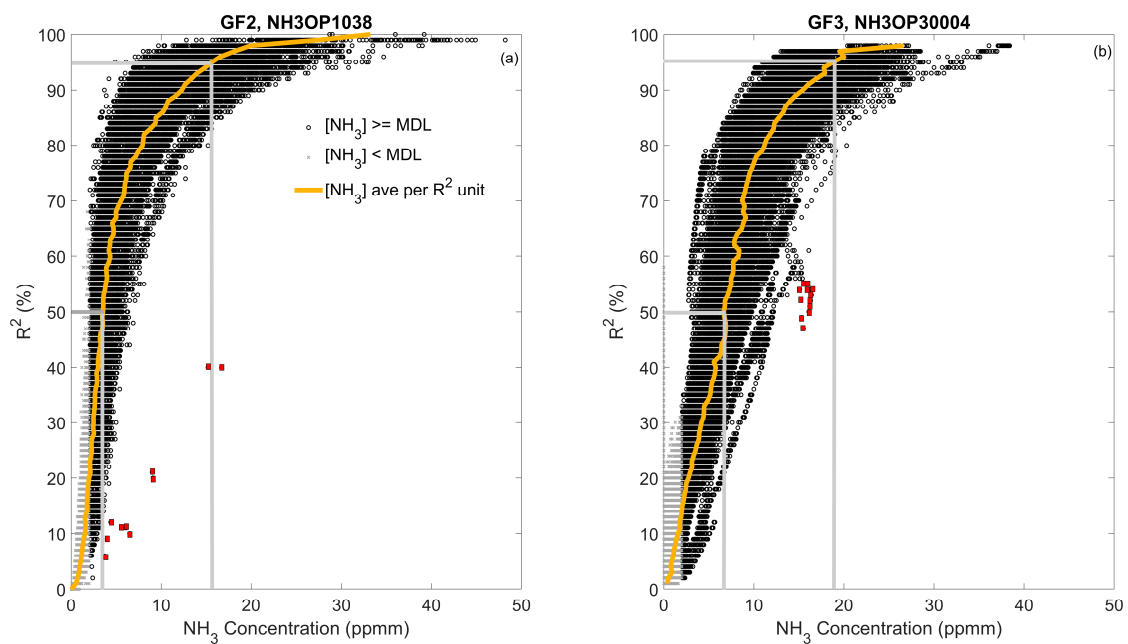 GF2, NH3OP1038
(a)
100
90
80
70
60
50
40
30
20
10
0
R² (%)
○ [NH₃] >= MDL
× [NH₃] < MDL
[NH₃] ave per R² unit
0 10 20 30 40 50
NH₃ Concentration (ppmm)
GF3, NH3OP30004
(b)
100
90
80
70
60
50
40
30
20
10
0
R² (%)
0 10 20 30 40 50
NH₃ Concentration (ppmm)